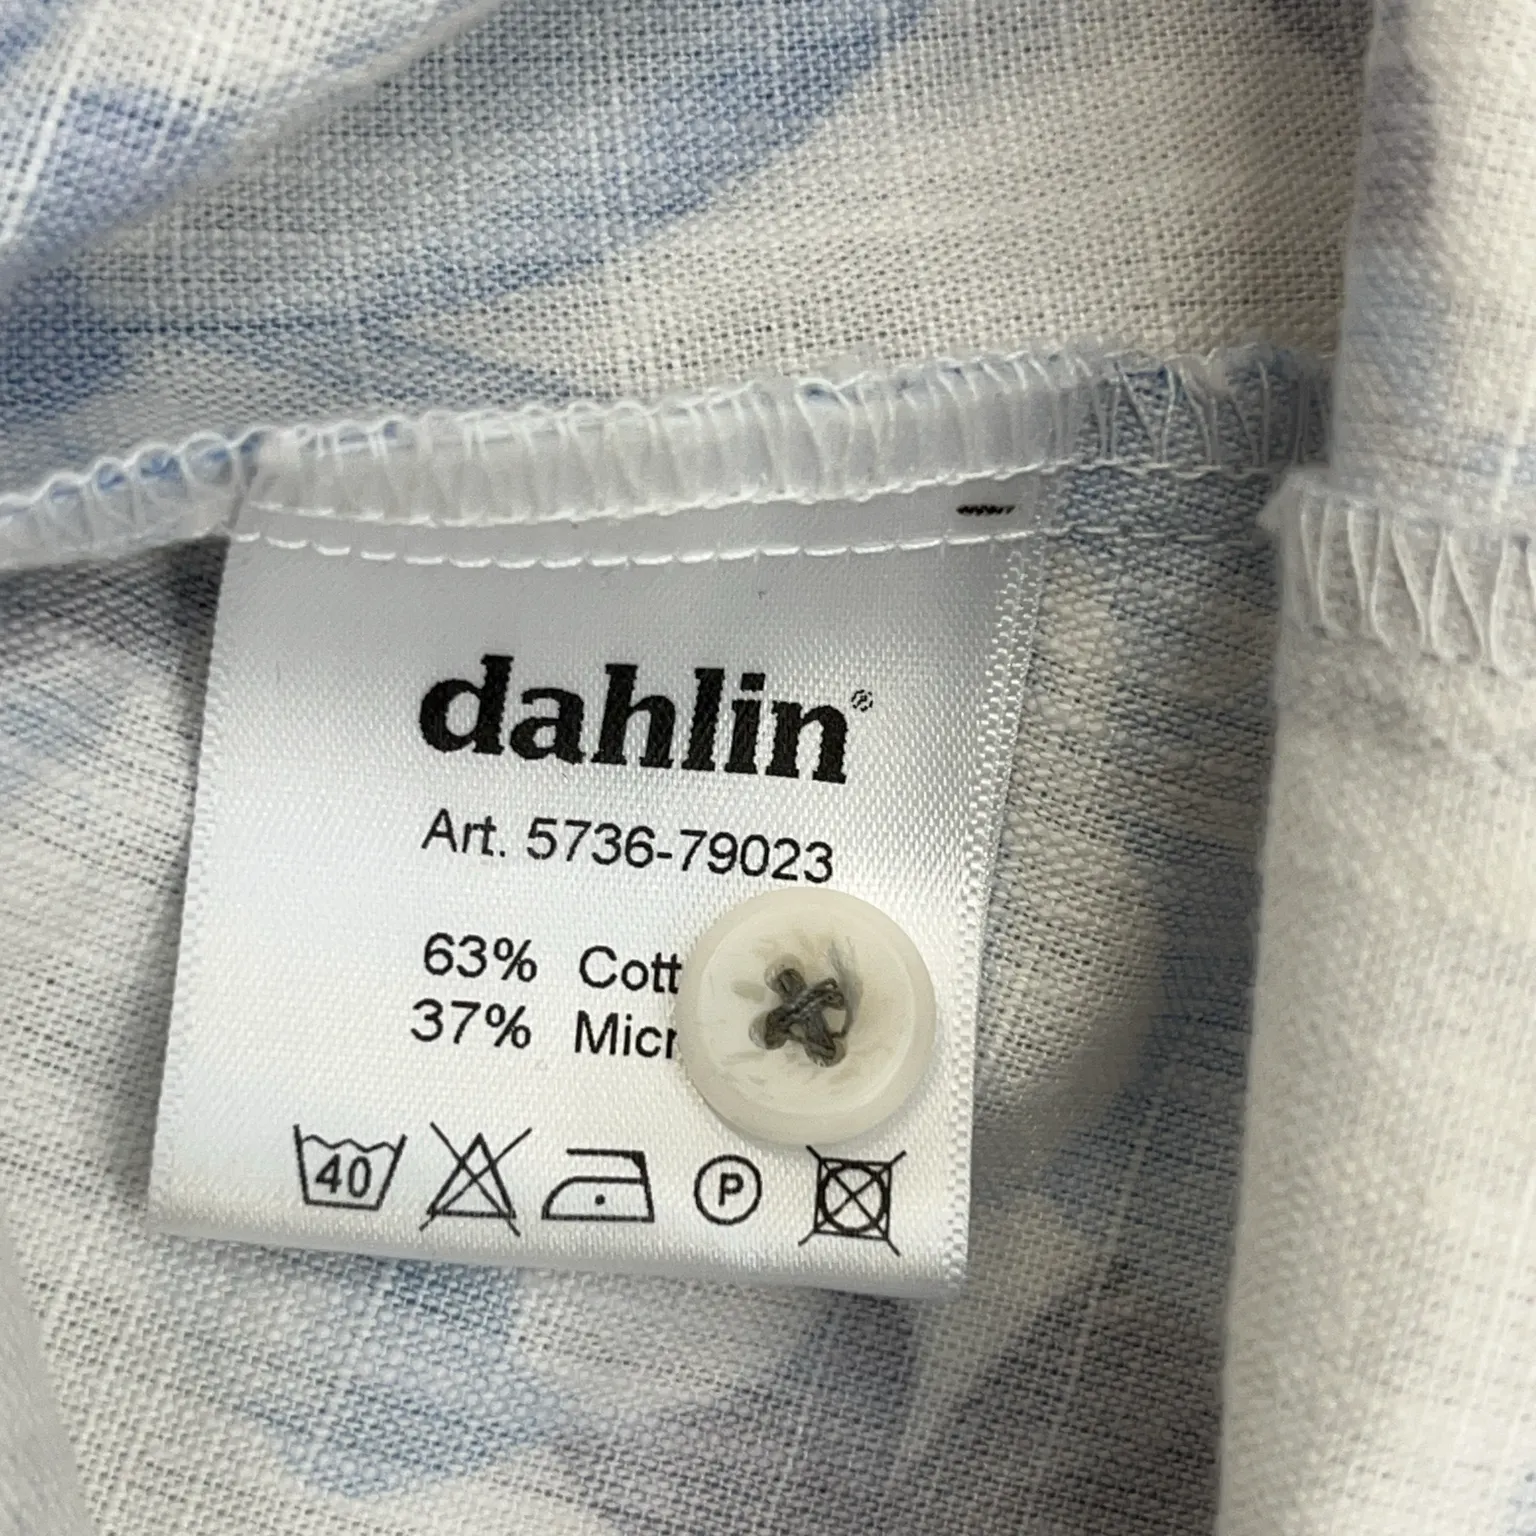 dahlin®
Art. 5736-79023
63% Cott
37% Micr
40
P